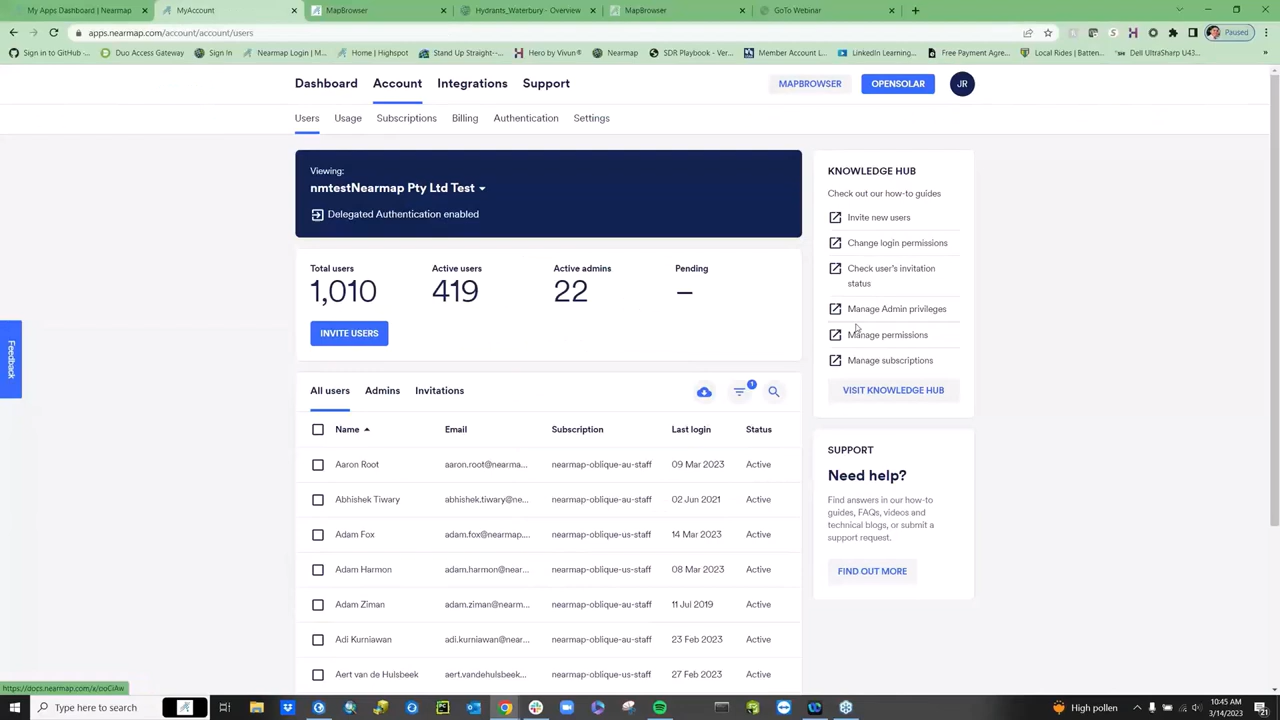 My Apps Dashboard | Nearmap
MyAccount
MapBrowser
Hydrants_Waterbury - Overview
MapBrowser
GoTo Webinar
apps.nearmap.com/account/account/users
Paused
Sign in to GitHub ·...
Duo Access Gateway
Sign In
Nearmap | Login M...
Home | Highspot
Stand Up Straight--...
Hero by Vivun®
Nearmap
SDR Playbook - Ver...
Member Account L...
LinkedIn Learning...
Free Payment Agre...
Local Rides | Batten...
Dell UltraSharp U43...
Dashboard
Account
Integrations
Support
MAPBROWSER
OPENSOLAR
JR
Users
Usage
Subscriptions
Billing
Authentication
Settings
Viewing:
nmtestNearmap Pty Ltd Test
Delegated Authentication enabled
Total users
Active users
Active admins
Pending
1,010
419
22
–
INVITE USERS
KNOWLEDGE HUB
Check out our how-to guides
Invite new users
Change login permissions
Check user's invitation
status
Manage Admin privileges
Manage permissions
Manage subscriptions
VISIT KNOWLEDGE HUB
Feedback
All users
Admins
Invitations
1
Name
Email
Subscription
Last login
Status
Aaron Root aaron.root@nearma... nearmap-oblique-au-staff 09 Mar 2023 Active
Abhishek Tiwary abhishek.tiwary@ne... nearmap-oblique-au-staff 02 Jun 2021 Active
Adam Fox adam.fox@nearmap.... nearmap-oblique-us-staff 14 Mar 2023 Active
Adam Harmon adam.harmon@near... nearmap-oblique-us-staff 08 Mar 2023 Active
Adam Ziman adam.ziman@nearm... nearmap-oblique-us-staff 11 Jul 2019 Active
Adi Kurniawan adi.kurniawan@near... nearmap-oblique-au-staff 23 Feb 2023 Active
Aert van de Hulsbeek aert.vandehulsbeek... nearmap-oblique-au-staff 27 Feb 2023 Active
SUPPORT
Need help?
Find answers in our how-to
guides, FAQs, videos and
technical blogs, or submit a
support request.
FIND OUT MORE
Type here to search
High pollen
10:45 AM
3/14/2023